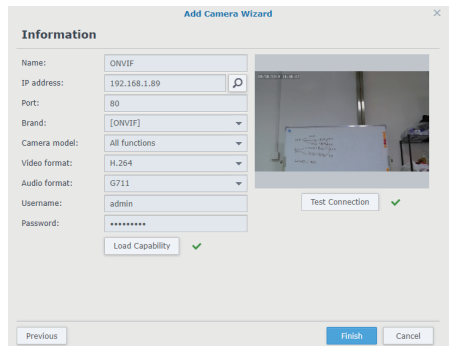 Add Camera Wizard
Information
Name: ONVIF
IP address: 192.168.1.89
Port: 80
Brand: [ONVIF]
Camera model: All functions
Video format: H.264
Audio format: G711
Username: admin
Password: •••••••••
Load Capability
Test Connection
Previous
Finish
Cancel